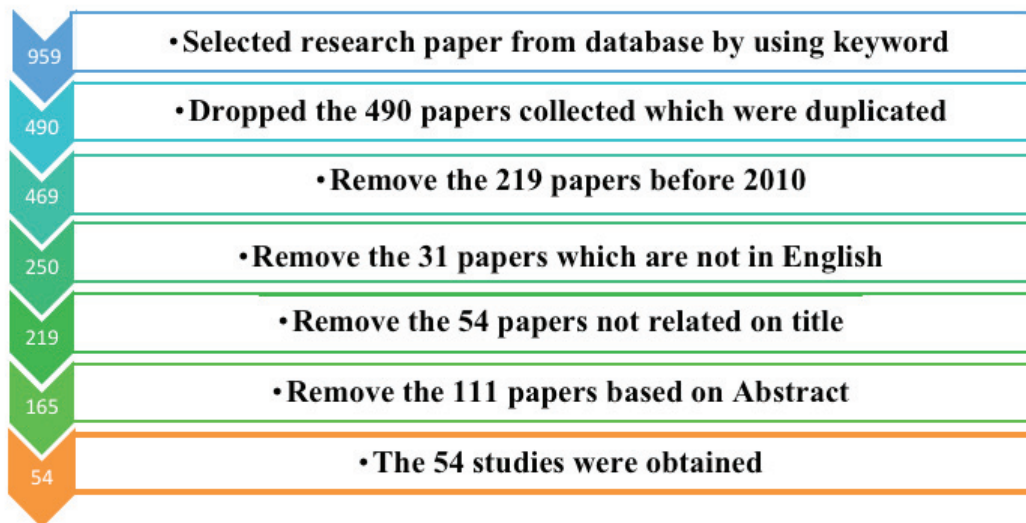 959
•Selected research paper from database by using keyword
490
•Dropped the 490 papers collected which were duplicated
469
•Remove the 219 papers before 2010
250
•Remove the 31 papers which are not in English
219
•Remove the 54 papers not related on title
165
•Remove the 111 papers based on Abstract
54
•The 54 studies were obtained